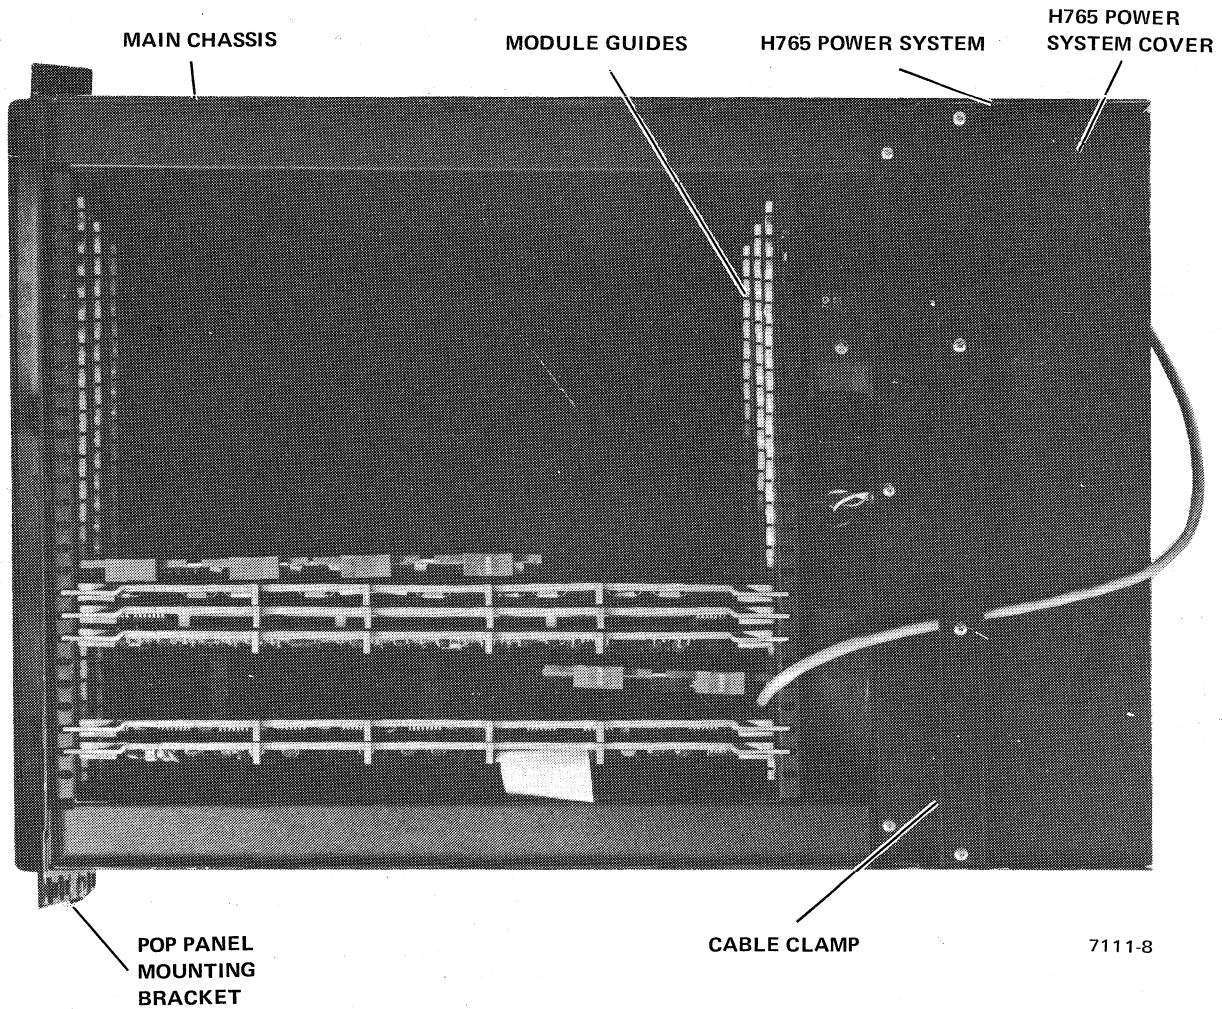 MAIN CHASSIS
MODULE GUIDES
H765 POWER SYSTEM
H765 POWER
SYSTEM COVER
POP PANEL
MOUNTING
BRACKET
CABLE CLAMP
7111-8